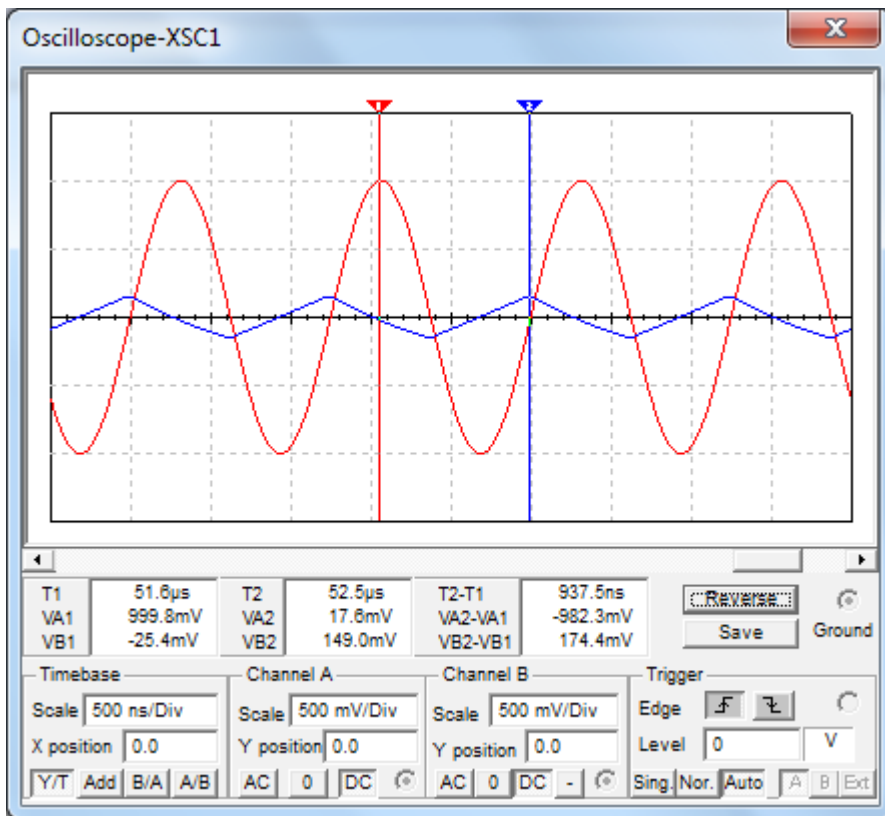 Oscilloscope-XSC1
1 2
T1 51.6µs T2 52.5µs T2-T1 937.5ns
VA1 999.8mV VA2 17.6mV VA2-VA1 -982.3mV
VB1 -25.4mV VB2 149.0mV VB2-VB1 174.4mV
Reverse
Save
Ground
Timebase
Scale 500 ns/Div
X position 0.0
Y/T Add B/A A/B
Channel A
Scale 500 mV/Div
Y position 0.0
AC 0 DC
Channel B
Scale 500 mV/Div
Y position 0.0
AC 0 DC -
Trigger
Edge
Level 0 V
Sing. Nor. Auto A B Ext